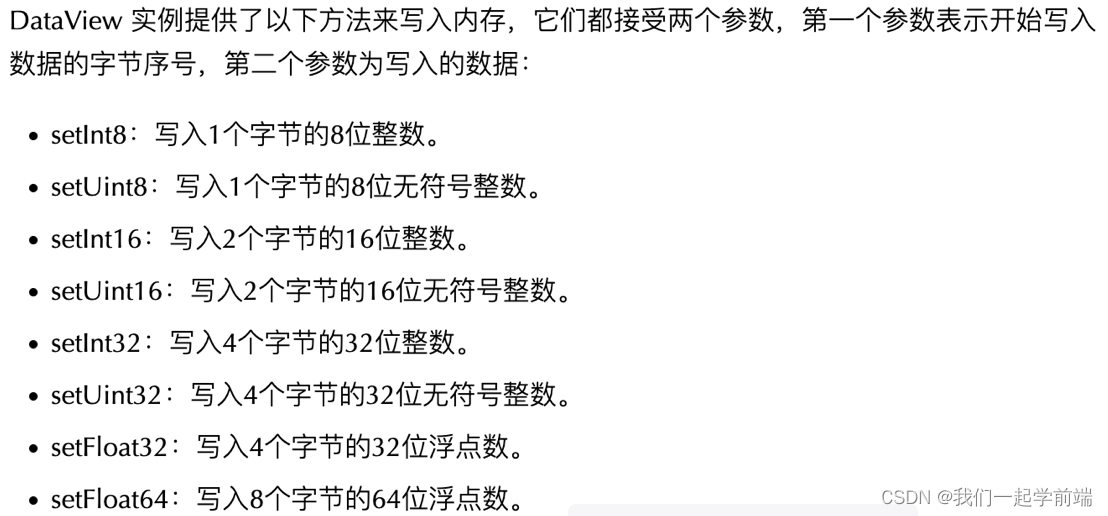 DataView 实例提供了以下方法来写入内存，它们都接受两个参数，第一个参数表示开始写入
数据的字节序号，第二个参数为写入的数据：
• setInt8：写入1个字节的8位整数。
• setUint8：写入1个字节的8位无符号整数。
• setInt16：写入2个字节的16位整数。
• setUint16：写入2个字节的16位无符号整数。
• setInt32：写入4个字节的32位整数。
• setUint32：写入4个字节的32位无符号整数。
• setFloat32：写入4个字节的32位浮点数。
• setFloat64：写入8个字节的64位浮点数。
CSDN @我们一起学前端